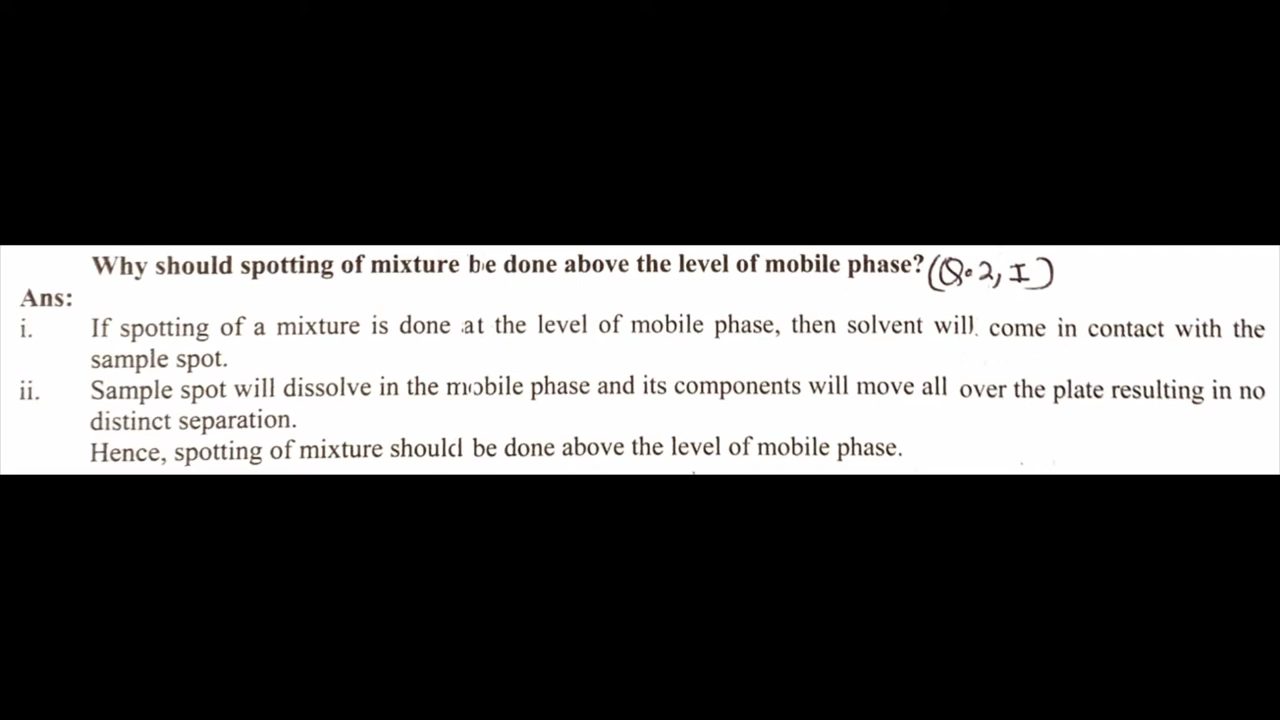 Why should spotting of mixture be done above the level of mobile phase? (Q.2, I)
Ans:
i. If spotting of a mixture is done at the level of mobile phase, then solvent will come in contact with the
sample spot.
ii. Sample spot will dissolve in the mobile phase and its components will move all over the plate resulting in no
distinct separation.
Hence, spotting of mixture should be done above the level of mobile phase.